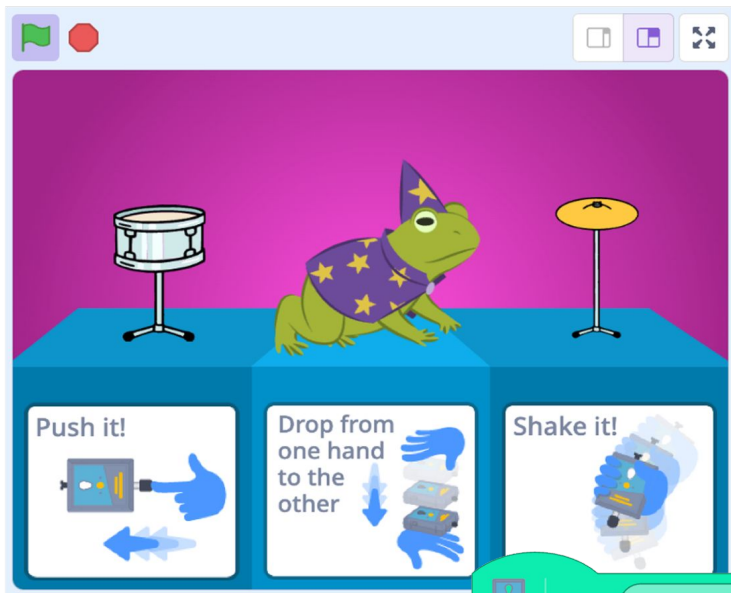 Push it!
Drop from
one hand
to the
other
Shake it!